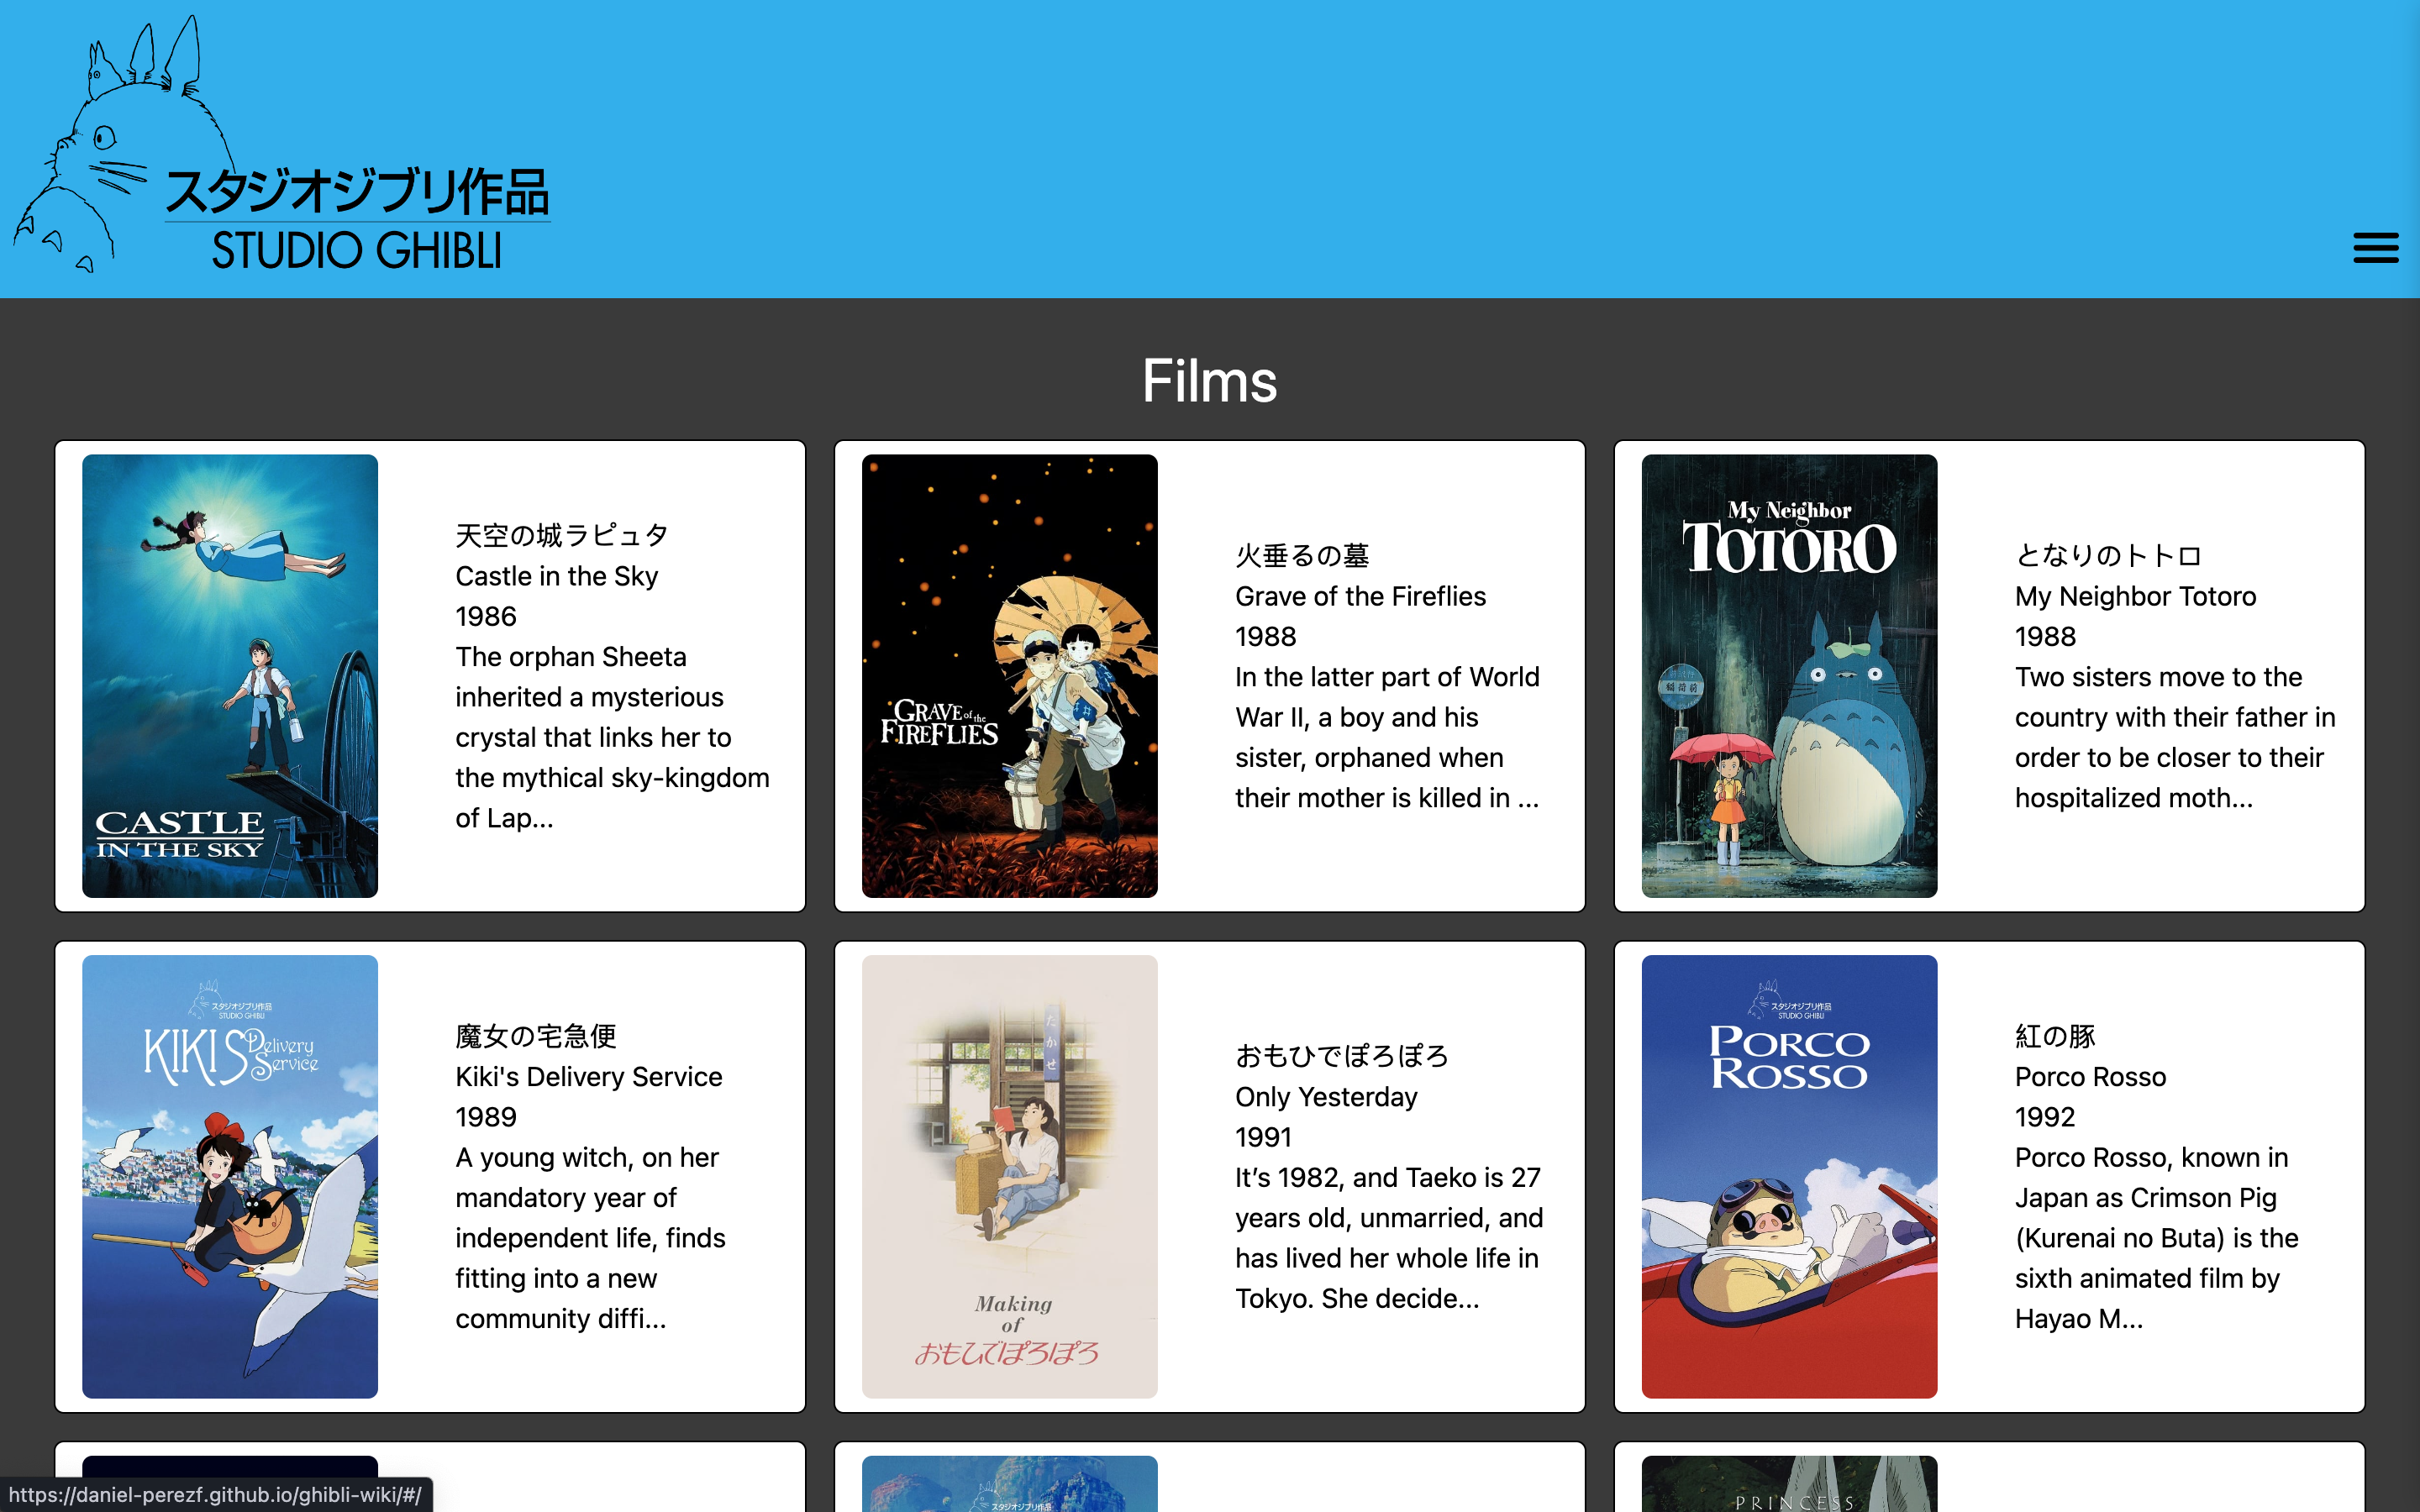 スタジオジブリ作品
STUDIO GHIBLI
Films
CASTLE
IN THE SKY
天空の城ラピュタ
Castle in the Sky
1986
The orphan Sheeta
inherited a mysterious
crystal that links her to
the mythical sky-kingdom
of Lap...
GRAVE of the
FIREFLIES
火垂るの墓
Grave of the Fireflies
1988
In the latter part of World
War II, a boy and his
sister, orphaned when
their mother is killed in ...
My Neighbor
TOTORO
稲荷前
となりのトトロ
My Neighbor Totoro
1988
Two sisters move to the
country with their father in
order to be closer to their
hospitalized moth...
スタジオジブリ作品
STUDIO GHIBLI
KIKI'S Delivery
Service
魔女の宅急便
Kiki's Delivery Service
1989
A young witch, on her
mandatory year of
independent life, finds
fitting into a new
community diffi...
たかせ
Making
of
おもひでぽろぽろ
おもひでぽろぽろ
Only Yesterday
1991
It’s 1982, and Taeko is 27
years old, unmarried, and
has lived her whole life in
Tokyo. She decide...
スタジオジブリ作品
STUDIO GHIBLI
PORCO
ROSSO
紅の豚
Porco Rosso
1992
Porco Rosso, known in
Japan as Crimson Pig
(Kurenai no Buta) is the
sixth animated film by
Hayao M...
スタジオジブリ作品
PRINCESS
https://daniel-perezf.github.io/ghibli-wiki/#/